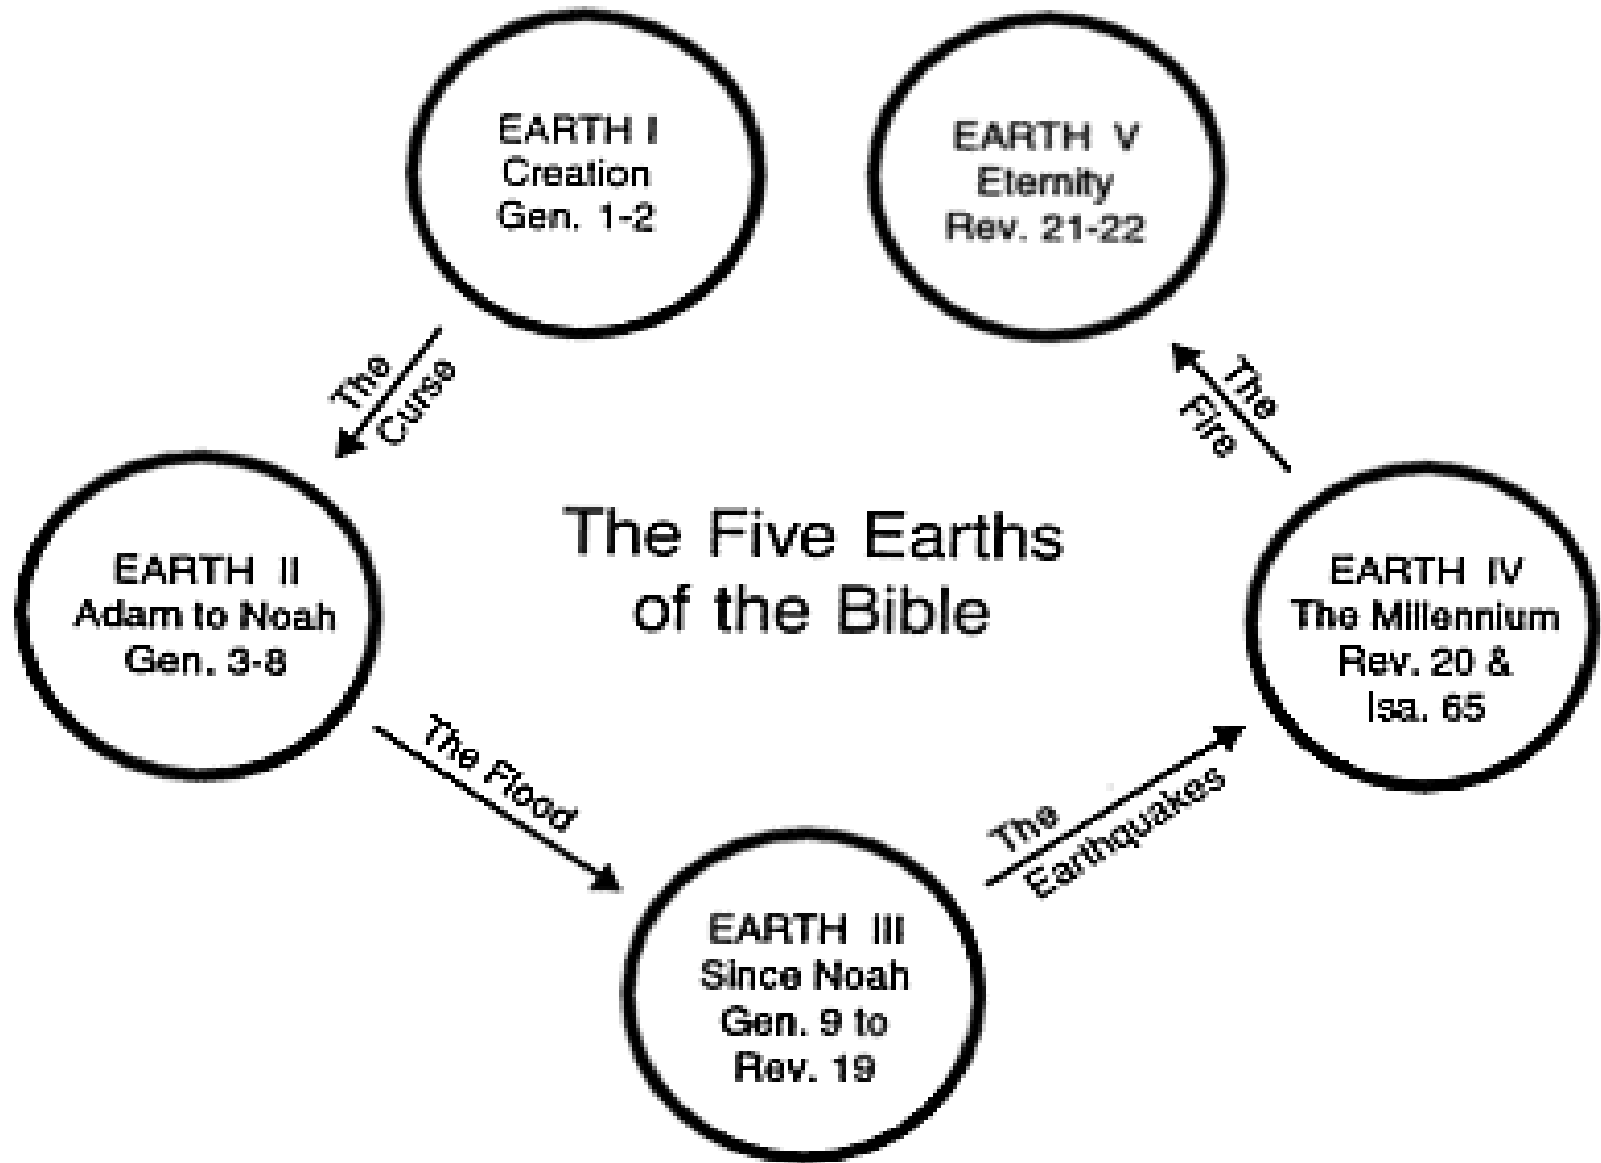 The Five Earths
of the Bible
EARTH I
Creation
Gen. 1-2
The
Curse
EARTH II
Adam to Noah
Gen. 3-8
The Flood
EARTH III
Since Noah
Gen. 9 to
Rev. 19
The
Earthquakes
EARTH IV
The Millennium
Rev. 20 &
Isa. 65
The
Fire
EARTH V
Eternity
Rev. 21-22